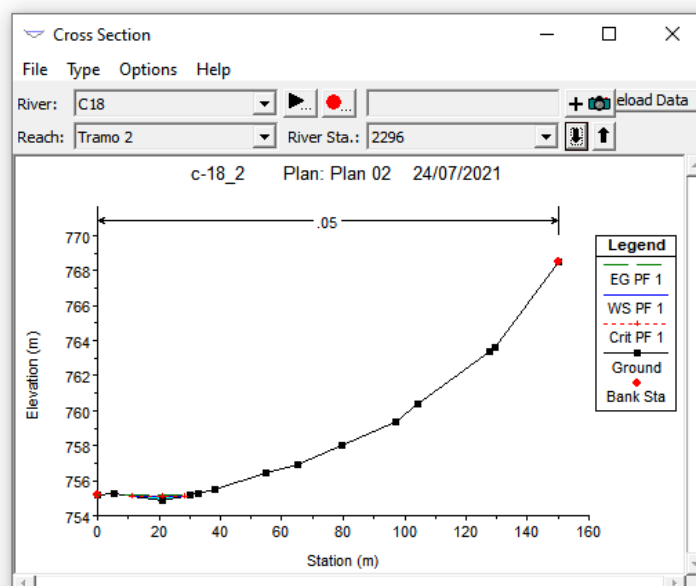 Cross Section
File Type Options Help
River: C18 eload Data
Reach: Tramo 2 River Sta.: 2296
c-18_2 Plan: Plan 02 24/07/2021
.05
770
768
766
764
762
760
758
756
754
0 20 40 60 80 100 120 140 160
Elevation (m)
Station (m)
Legend
EG PF 1
WS PF 1
Crit PF 1
Ground
Bank Sta